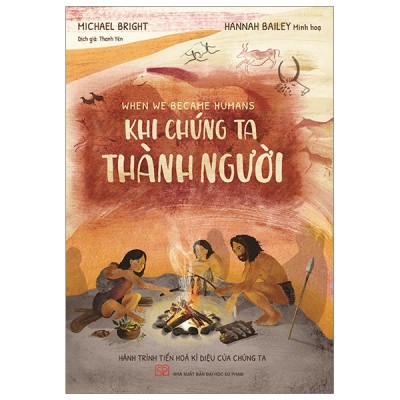 MICHAEL BRIGHT
Dịch giả: Thanh Yên
HANNAH BAILEY Minh hoạ
WHEN WE BECAME HUMANS
KHI CHÚNG TA
THÀNH NGƯỜI
HÀNH TRÌNH TIẾN HOÁ KÌ DIỆU CỦA CHÚNG TA
NHÀ XUẤT BẢN ĐẠI HỌC SƯ PHẠM